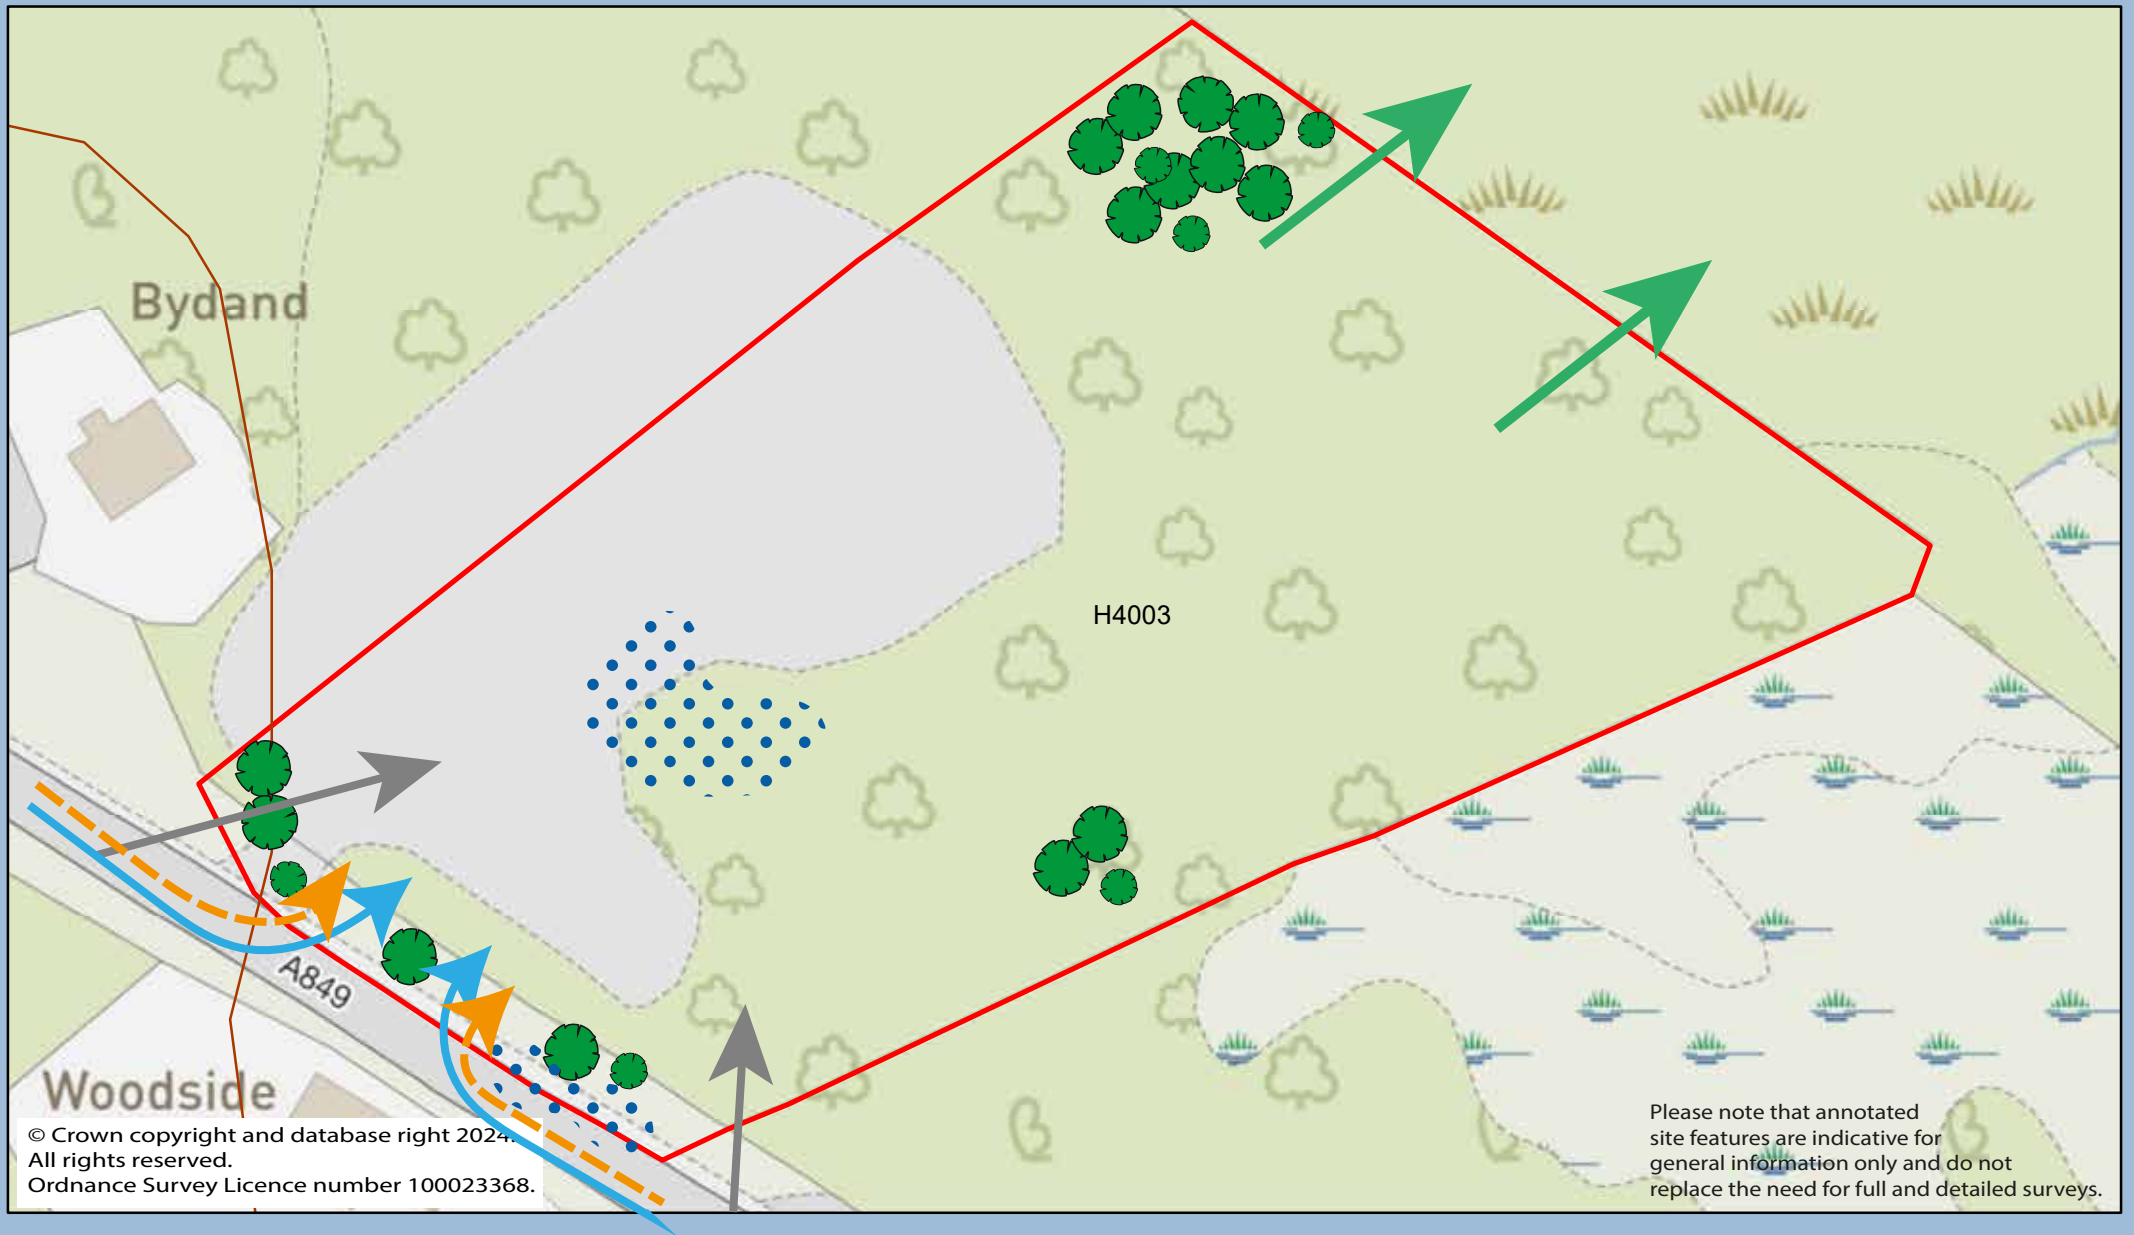 Bydand
H4003
A849
Woodside
© Crown copyright and database right 2024.
All rights reserved.
Ordnance Survey Licence number 100023368.
Please note that annotated
site features are indicative for
general information only and do not
replace the need for full and detailed surveys.